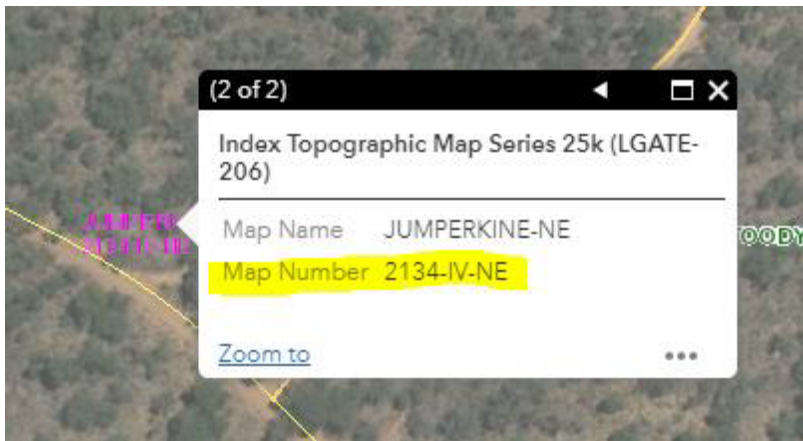 (2 of 2)
Index Topographic Map Series 25k (LGATE-
206)
Map Name JUMPERKINE-NE
Map Number 2134-IV-NE
OODY
Zoom to